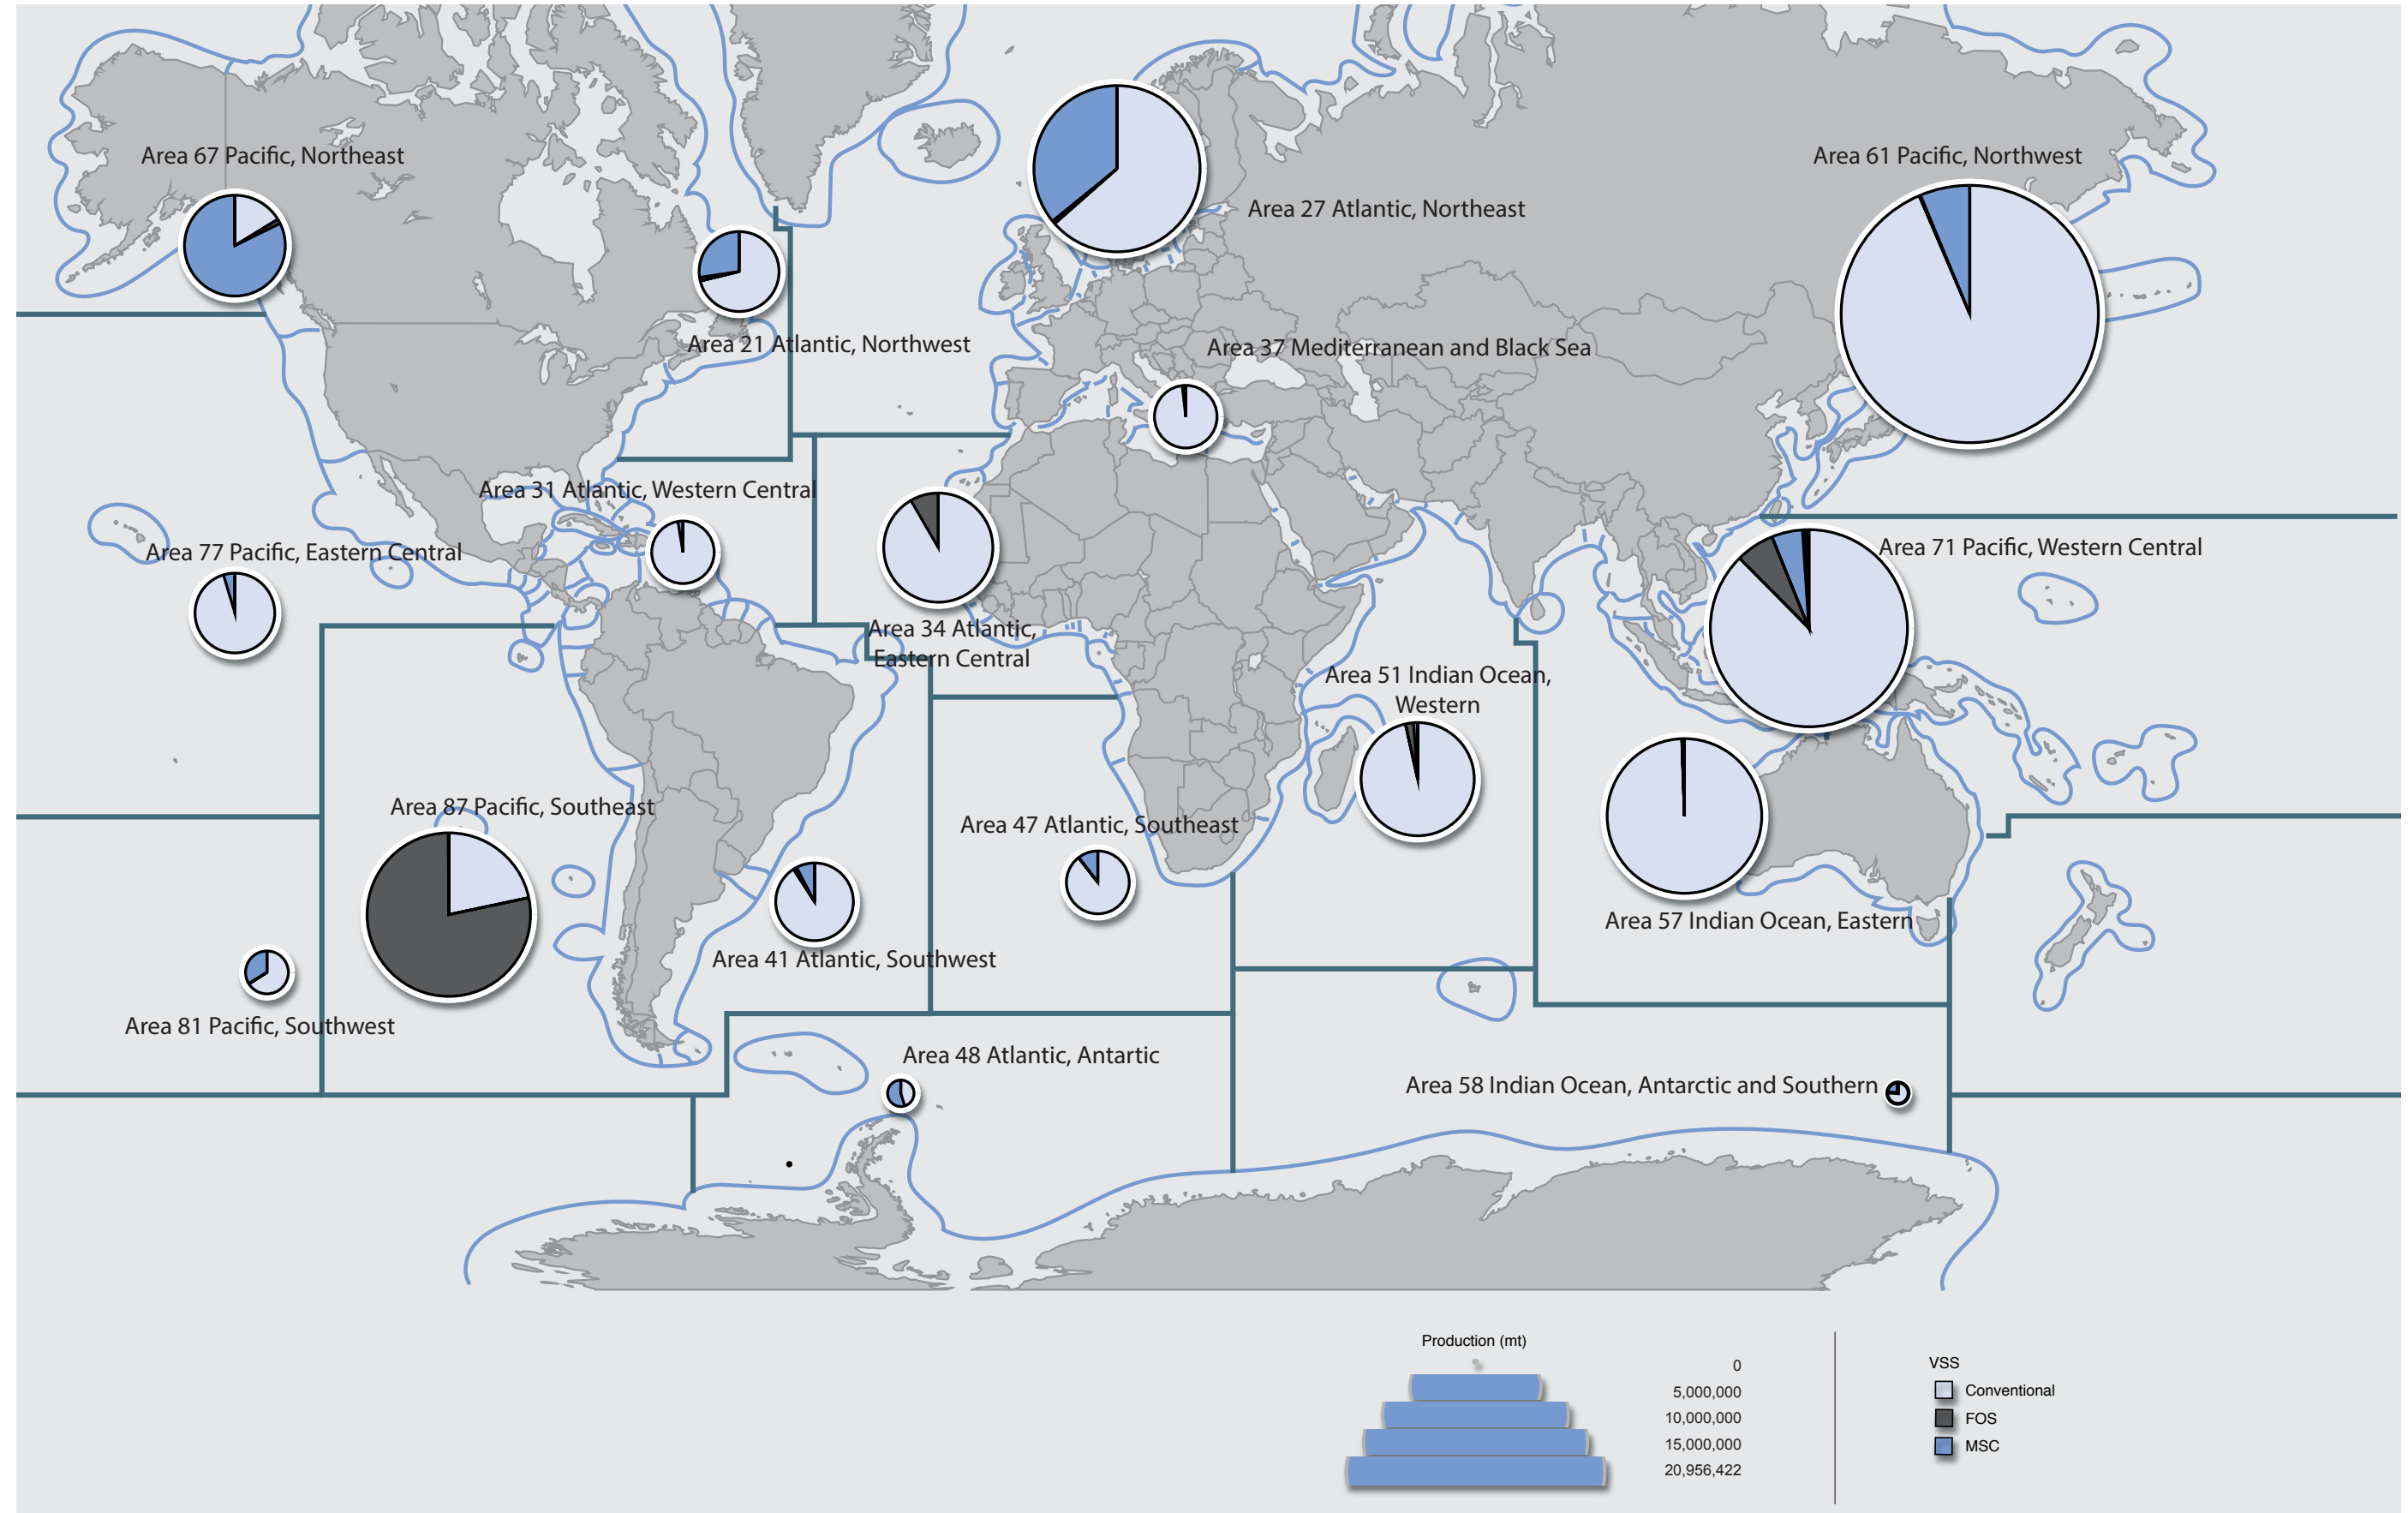 Area 67 Pacific, Northeast
Area 61 Pacific, Northwest
Area 27 Atlantic, Northeast
Area 21 Atlantic, Northwest
Area 37 Mediterranean and Black Sea
Area 31 Atlantic, Western Central
Area 77 Pacific, Eastern Central
Area 71 Pacific, Western Central
Area 34 Atlantic,
Eastern Central
Area 51 Indian Ocean,
Western
Area 87 Pacific, Southeast
Area 47 Atlantic, Southeast
Area 57 Indian Ocean, Eastern
Area 41 Atlantic, Southwest
Area 81 Pacific, Southwest
Area 48 Atlantic, Antartic
Area 58 Indian Ocean, Antarctic and Southern
Production (mt)
0
5,000,000
10,000,000
15,000,000
20,956,422
VSS
Conventional
FOS
MSC